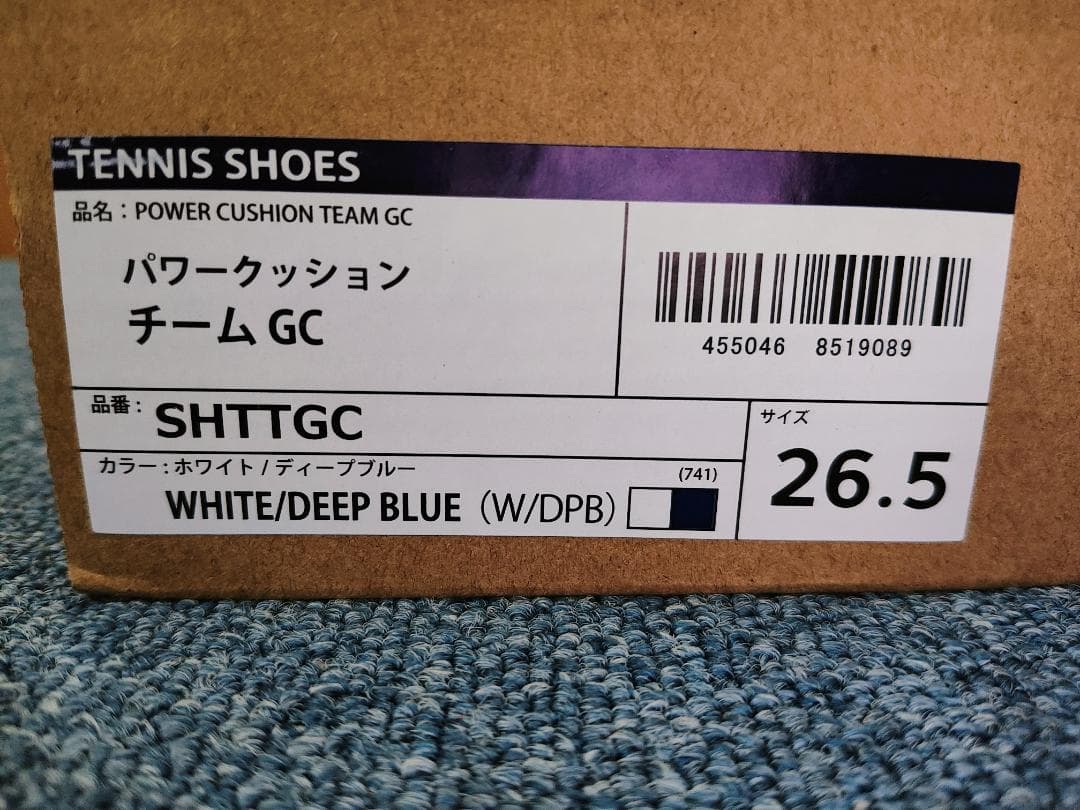 TENNIS SHOES
品名：POWER CUSHION TEAM GC
パワークッション
チーム GC
455046 8519089
品番：
SHTTGC
サイズ
26.5
カラー：ホワイト / ディープブルー
(741)
WHITE/DEEP BLUE（W/DPB）